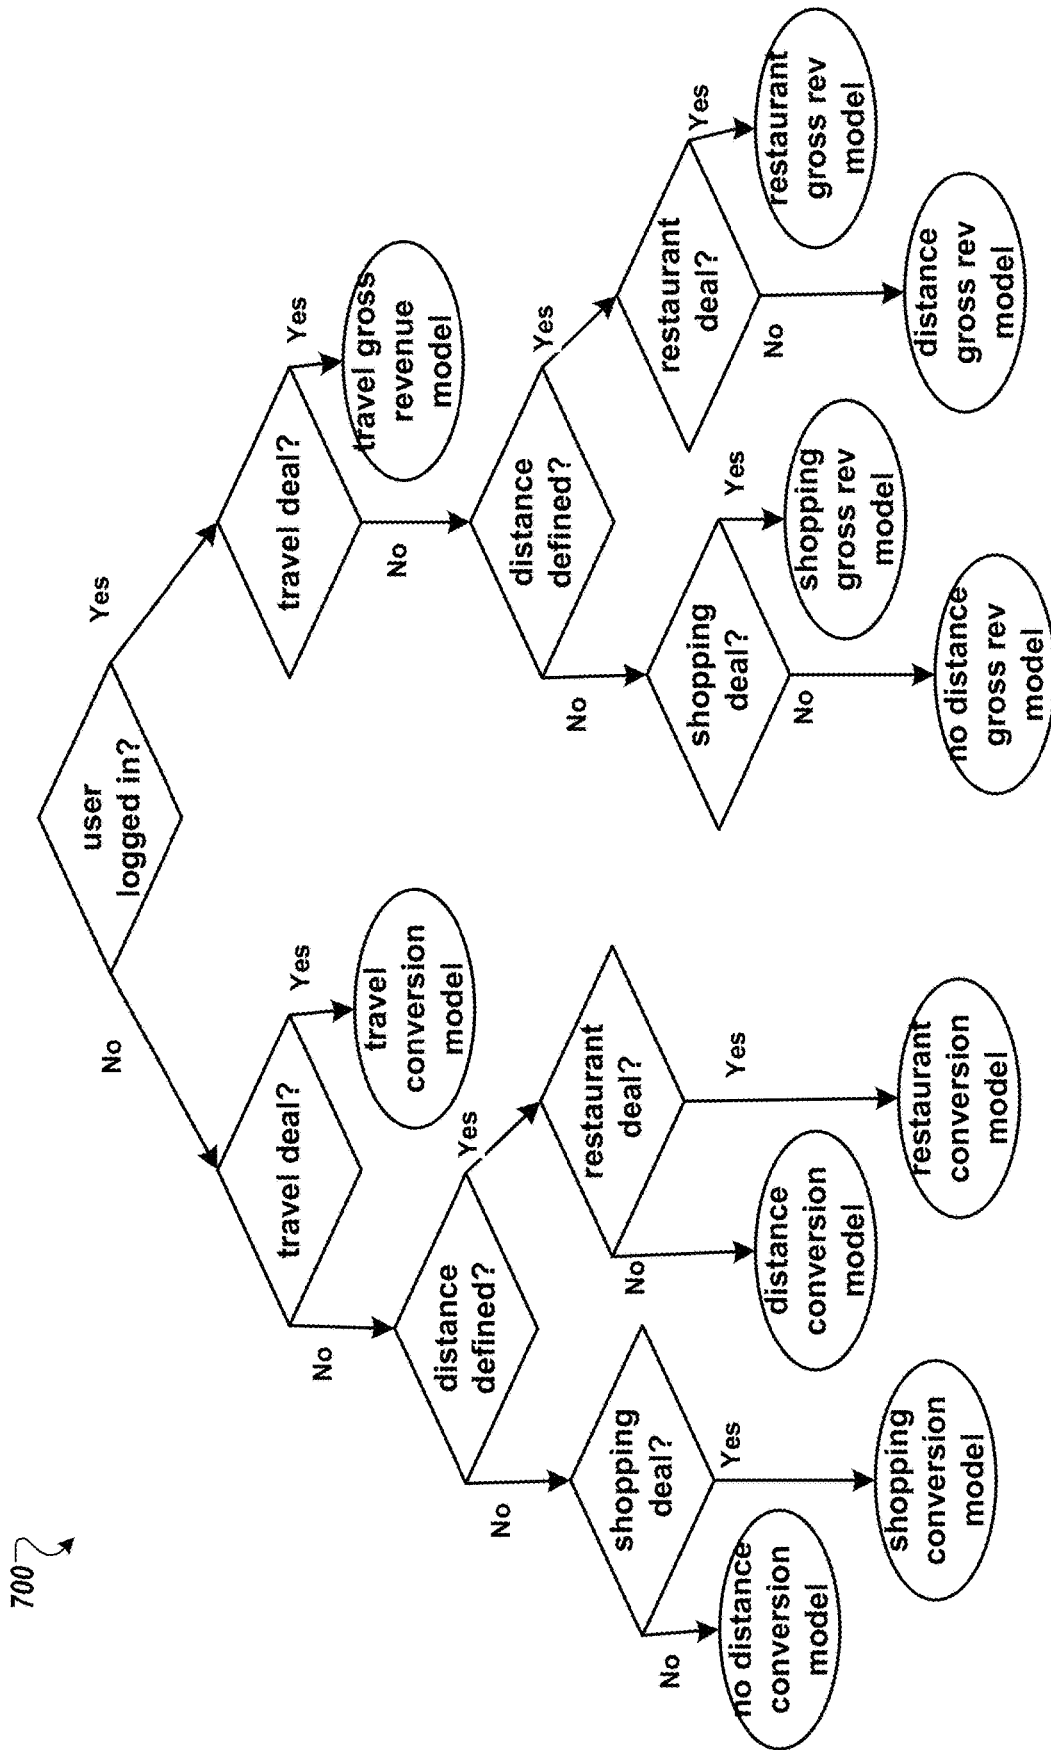 700
user
logged in?
No
Yes
travel deal?
Yes
travel
conversion
model
No
distance
defined?
Yes
restaurant
deal?
No
distance
conversion
model
Yes
restaurant
conversion
model
No
shopping
deal?
No
no distance
conversion
model
Yes
shopping
conversion
model
travel deal?
Yes
travel gross
revenue
model
No
distance
defined?
Yes
restaurant
deal?
Yes
restaurant
gross rev
model
No
distance
gross rev
model
No
shopping
deal?
Yes
shopping
gross rev
model
No
no distance
gross rev
model